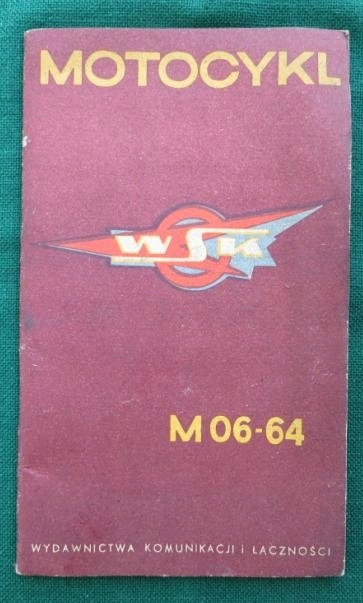 MOTOCYKL
WSK
M 06-64
WYDAWNICTWA KOMUNIKACJI i ŁĄCZNOŚCI